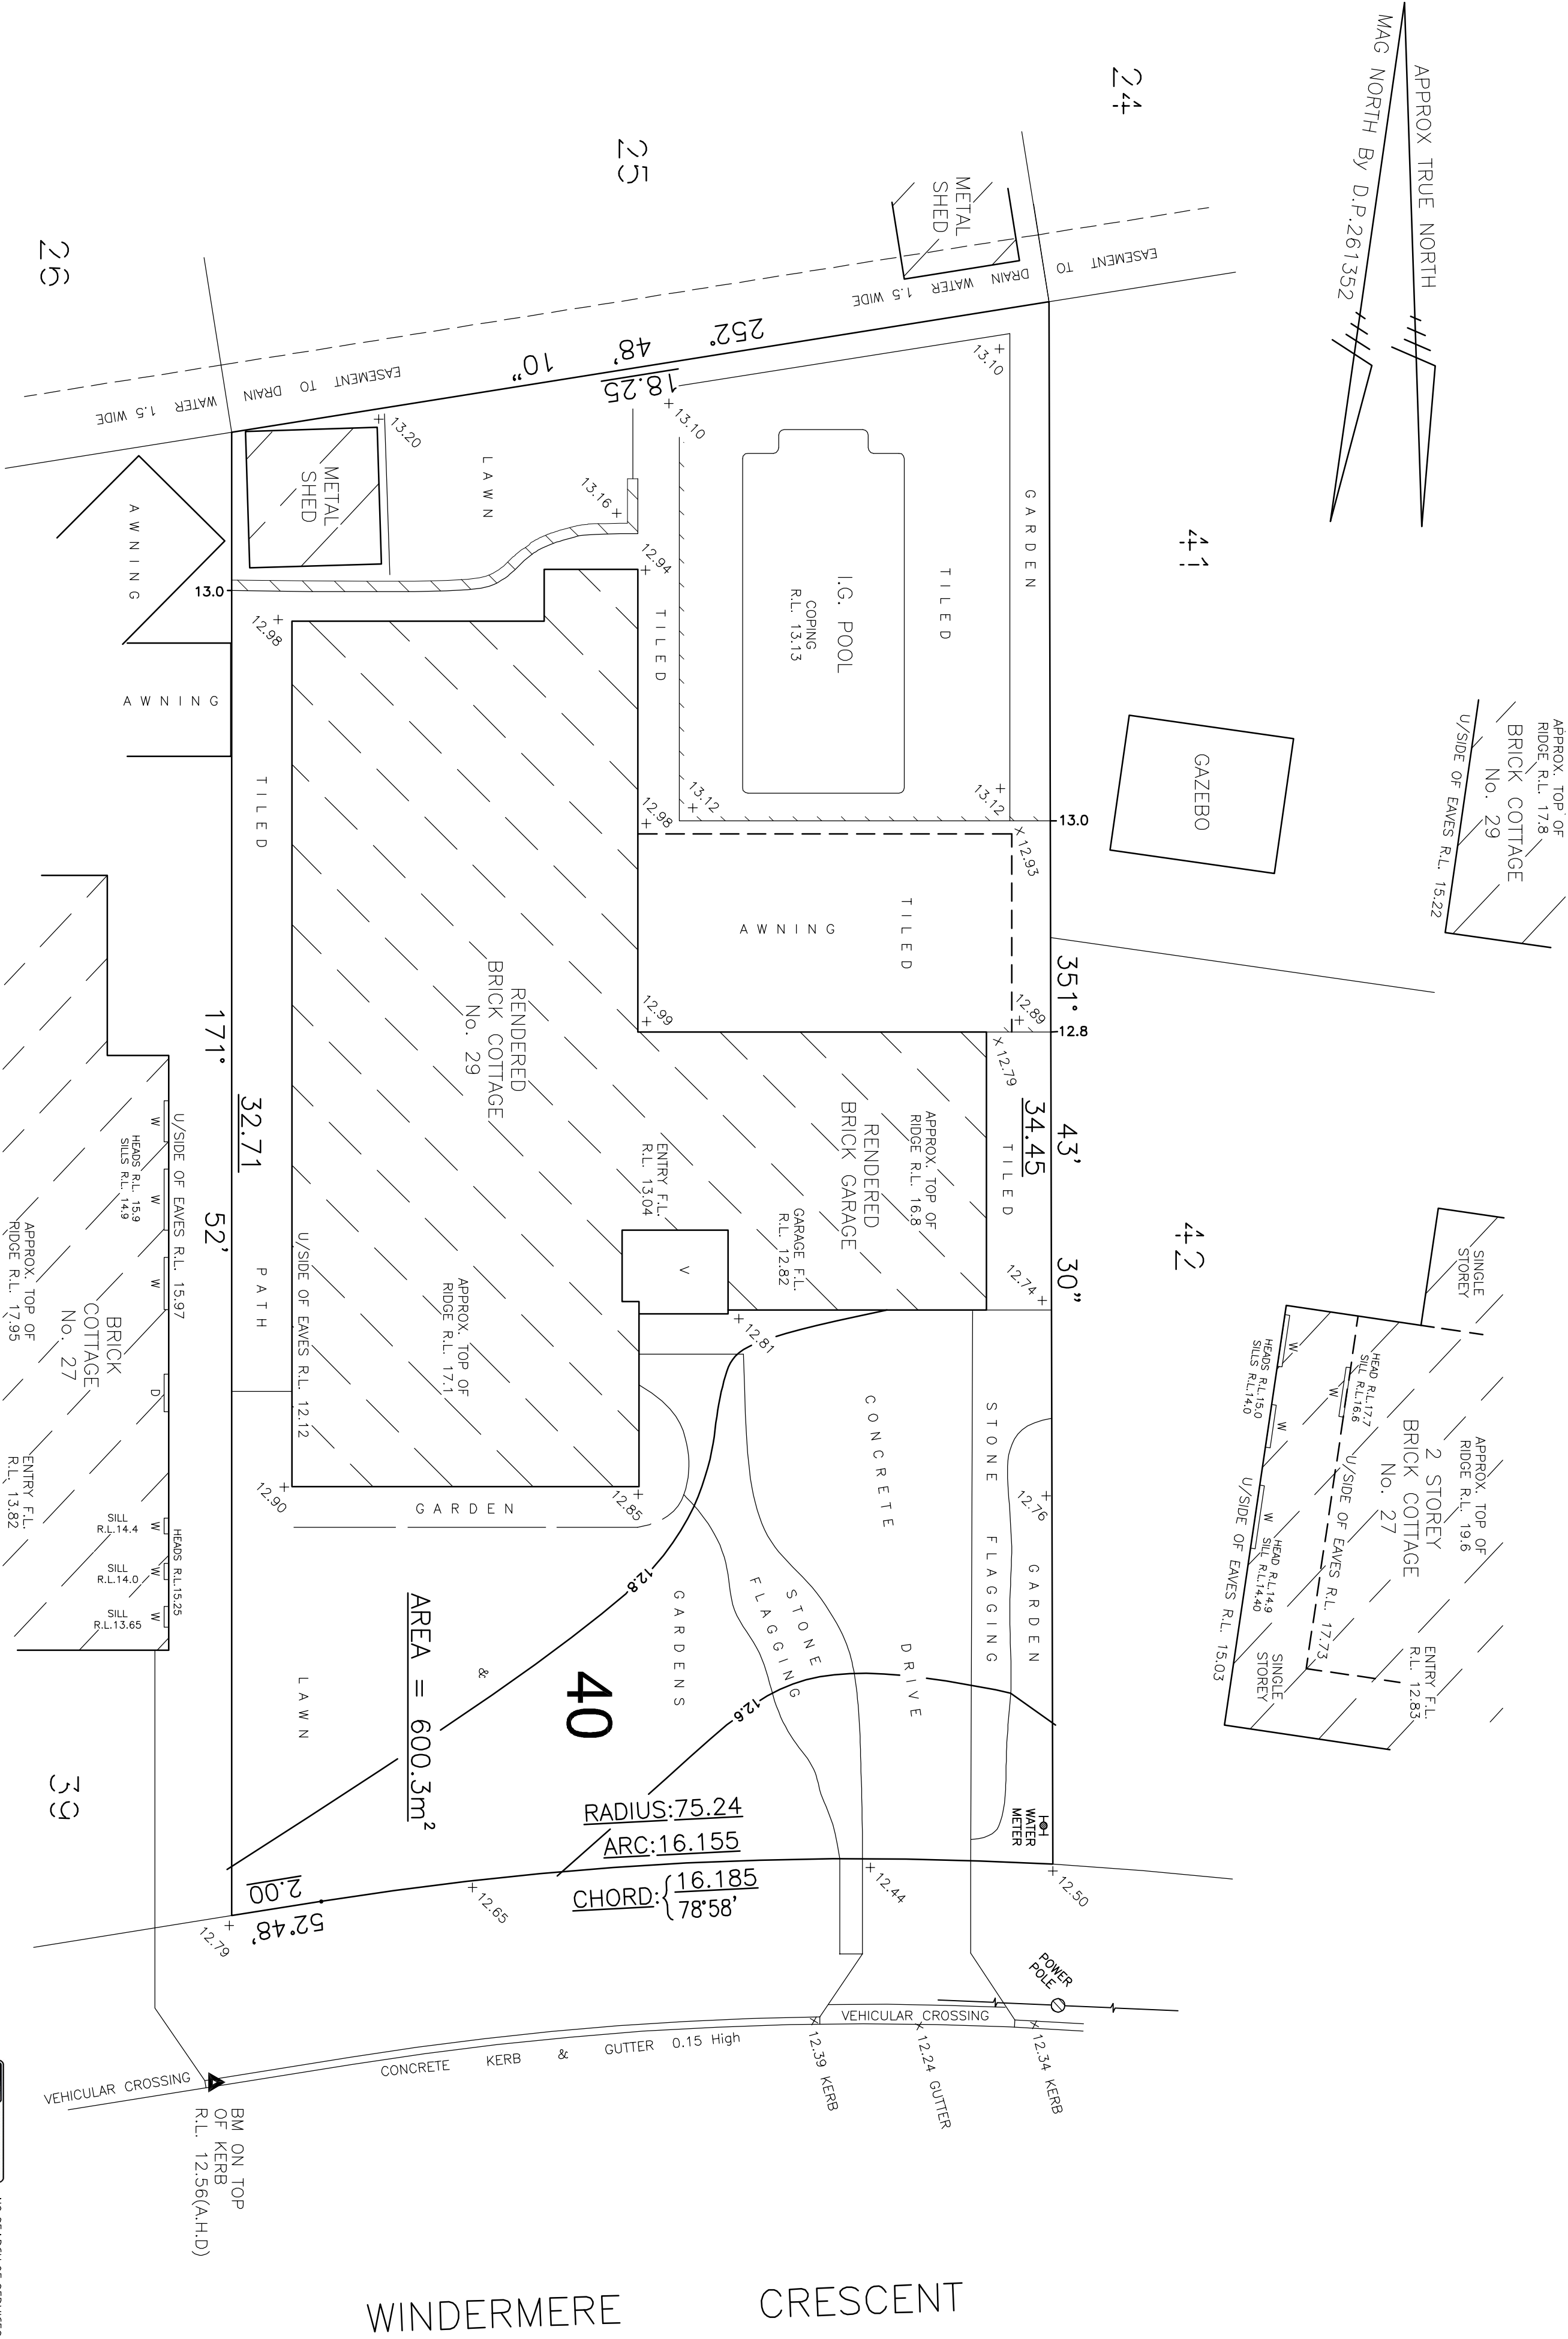 APPROX TRUE NORTH
MAG NORTH By D.P.261352
24
25
26
41
42
39
40
METAL
SHED
EASEMENT TO DRAIN WATER 1.5 WIDE
EASEMENT TO DRAIN WATER 1.5 WIDE
252° 48' 10"
18.25
13.10
13.10
13.20
13.16
12.94
METAL
SHED
LAWN
GARDEN
TILED
I.G. POOL
COPING
R.L. 13.13
TILED
13.12
13.12
12.98
12.98
13.0
13.0
12.93
AWNING
AWNING
GAZEBO
APPROX. TOP OF
RIDGE R.L. 17.8
BRICK COTTAGE
No. 29
U/SIDE OF EAVES R.L. 15.22
TILED
AWNING
TILED
12.99
12.89
12.8
12.79
351° 43' 30"
34.45
TILED
RENDERED
BRICK COTTAGE
No. 29
APPROX. TOP OF
RIDGE R.L. 16.8
RENDERED
BRICK GARAGE
GARAGE F.L.
R.L. 12.82
ENTRY F.L.
R.L. 13.04
V
12.74
12.81
171° 52'
32.71
PATH
U/SIDE OF EAVES R.L. 12.12
APPROX. TOP OF
RIDGE R.L. 17.1
12.90
12.85
GARDEN
U/SIDE OF EAVES R.L. 15.97
W
W
W
HEADS R.L. 15.9
SILLS R.L. 14.9
APPROX. TOP OF
RIDGE R.L. 17.95
BRICK
COTTAGE
No. 27
D
ENTRY F.L.
R.L. 13.82
HEADS R.L.15.25
SILL
R.L.14.4
W
SILL
R.L.14.0
W
SILL
R.L.13.65
W
SINGLE
STOREY
W
HEADS R.L.15.0
SILLS R.L.14.0
W
HEAD R.L.17.7
SILL R.L.16.6
W
U/SIDE OF EAVES R.L. 17.73
APPROX. TOP OF
RIDGE R.L. 19.6
2 STOREY
BRICK COTTAGE
No. 27
W
HEAD R.L.14.9
SILL R.L.14.40
U/SIDE OF EAVES R.L. 15.03
SINGLE
STOREY
ENTRY F.L.
R.L. 12.83
CONCRETE DRIVE
STONE FLAGGING
GARDEN
12.76
STONE
FLAGGING
LAWN & GARDENS
12.8
12.6
AREA = 600.3m²
RADIUS:75.24
ARC:16.155
CHORD:{16.185
78°58'
WATER
METER
2.00
52°48'
12.79
12.65
12.44
12.50
POWER
POLE
VEHICULAR CROSSING
12.39 KERB
12.24 GUTTER
12.34 KERB
CONCRETE KERB & GUTTER 0.15 High
VEHICULAR CROSSING
BM ON TOP
OF KERB
R.L. 12.56(A.H.D)
WINDERMERE CRESCENT